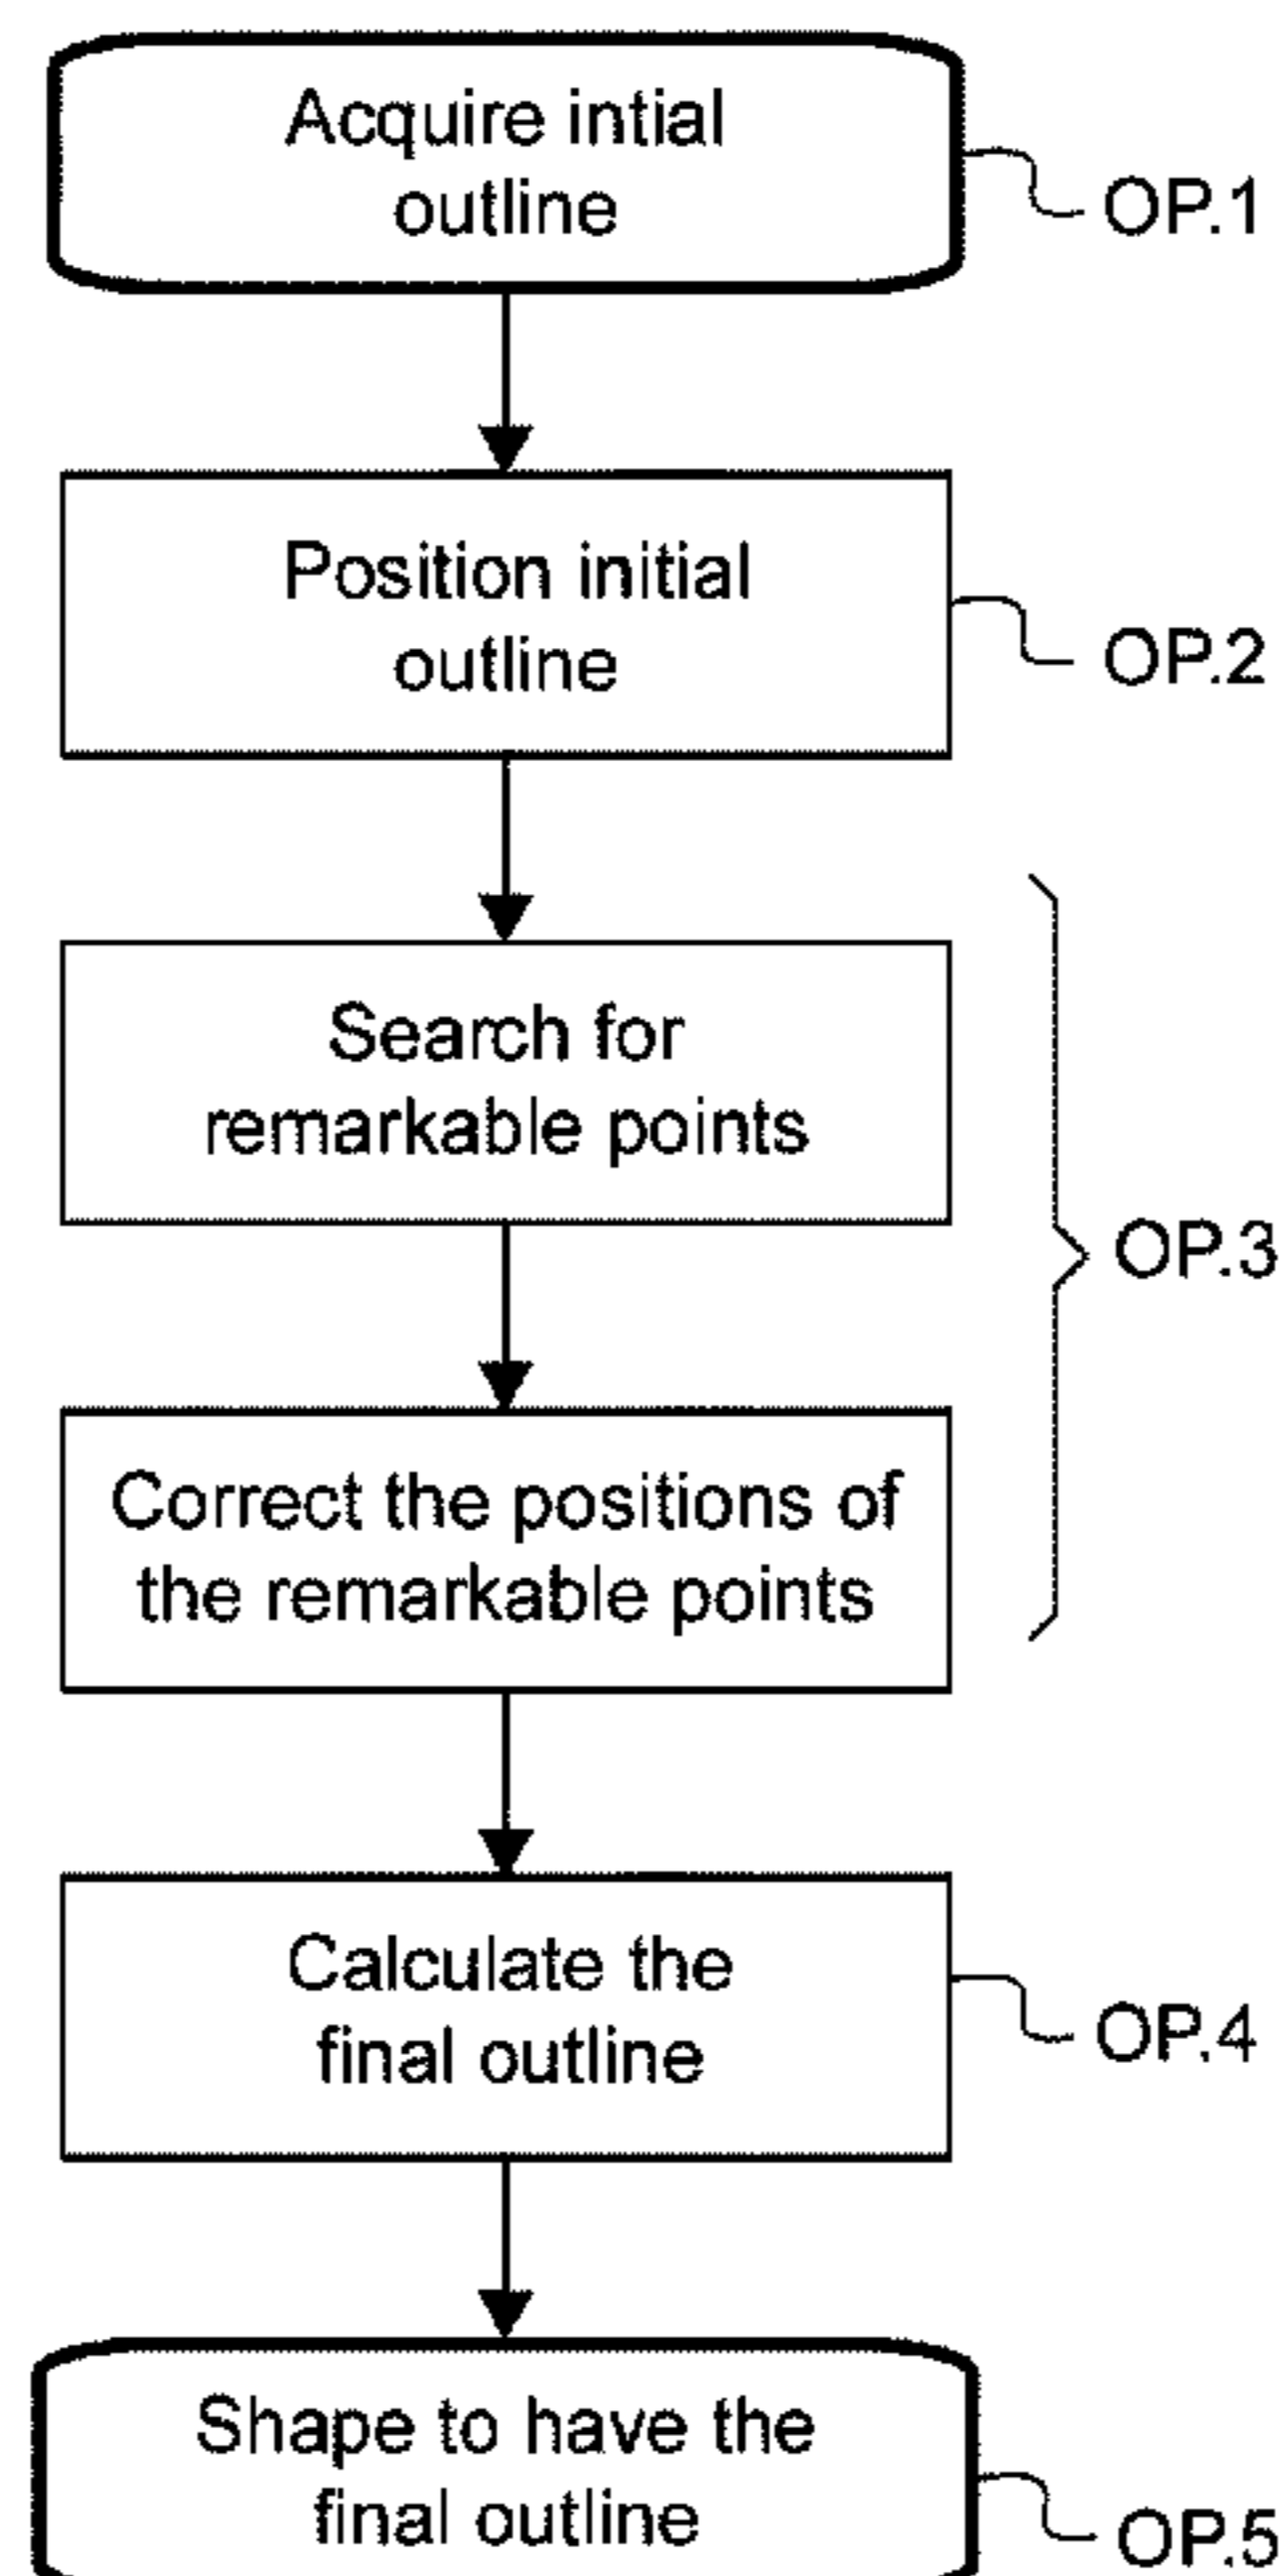 Acquire intial
outline
OP.1
Position initial
outline
OP.2
Search for
remarkable points
OP.3
Correct the positions of
the remarkable points
Calculate the
final outline
OP.4
Shape to have the
final outline
OP.5